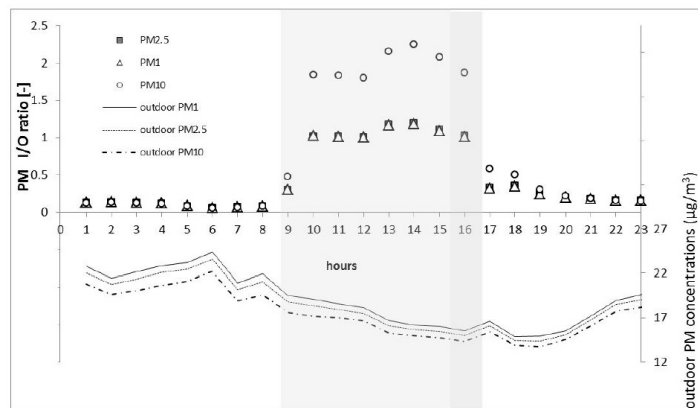 2.5
2
1.5
1
0.5
0
PM I/O ratio [-]
PM2.5
PM1
PM10
outdoor PM1
outdoor PM2.5
outdoor PM10
0 1 2 3 4 5 6 7 8 9 10 11 12 13 14 15 16 17 18 19 20 21 22 23
hours
27
22
17
12
outdoor PM concentrations (µg/m³)